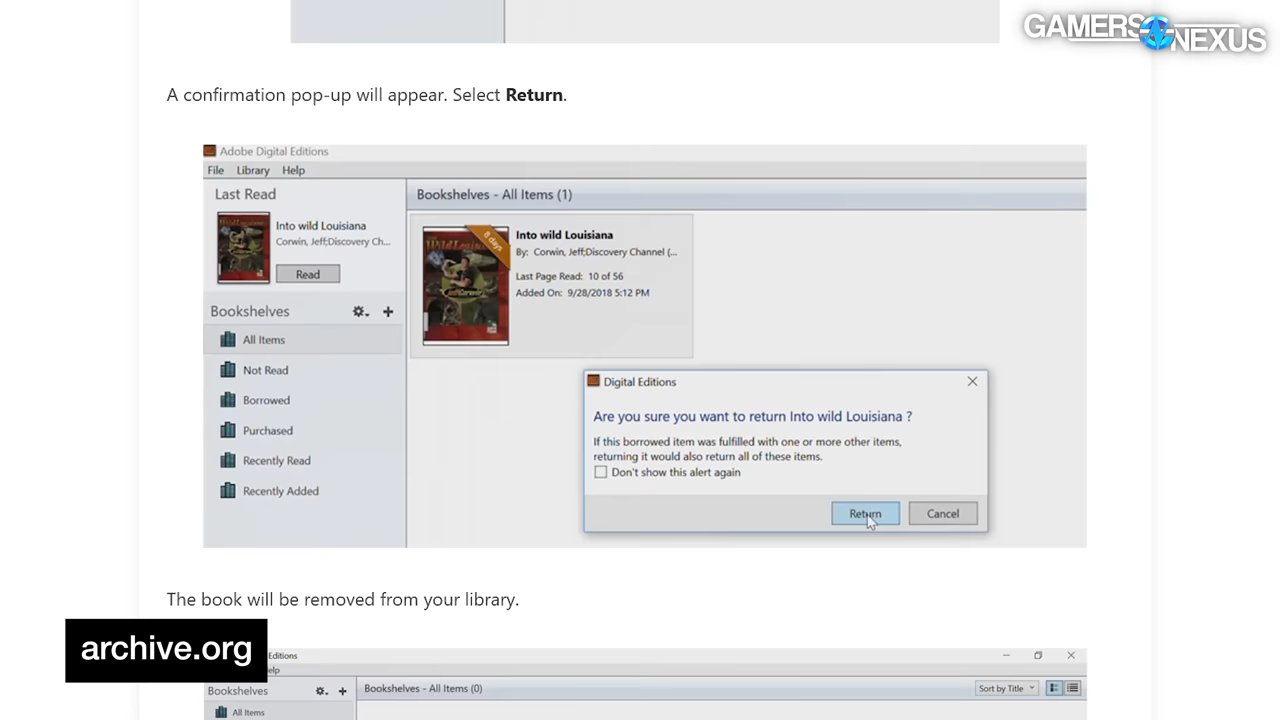 GAMERS NEXUS
A confirmation pop-up will appear. Select Return.
Adobe Digital Editions
File Library Help
Last Read
Into wild Louisiana
Corwin, Jeff;Discovery Ch...
Read
Bookshelves
All Items
Not Read
Borrowed
Purchased
Recently Read
Recently Added
Bookshelves - All Items (1)
8 days
Into wild Louisiana
By: Corwin, Jeff;Discovery Channel (...
Last Page Read: 10 of 56
Added On: 9/28/2018 5:12 PM
Digital Editions
Are you sure you want to return Into wild Louisiana ?
If this borrowed item was fulfilled with one or more other items,
returning it would also return all of these items.
Don't show this alert again
Return Cancel
The book will be removed from your library.
archive.org
Editions
elp
Bookshelves
Bookshelves - All Items (0)
Sort by Title
All Items